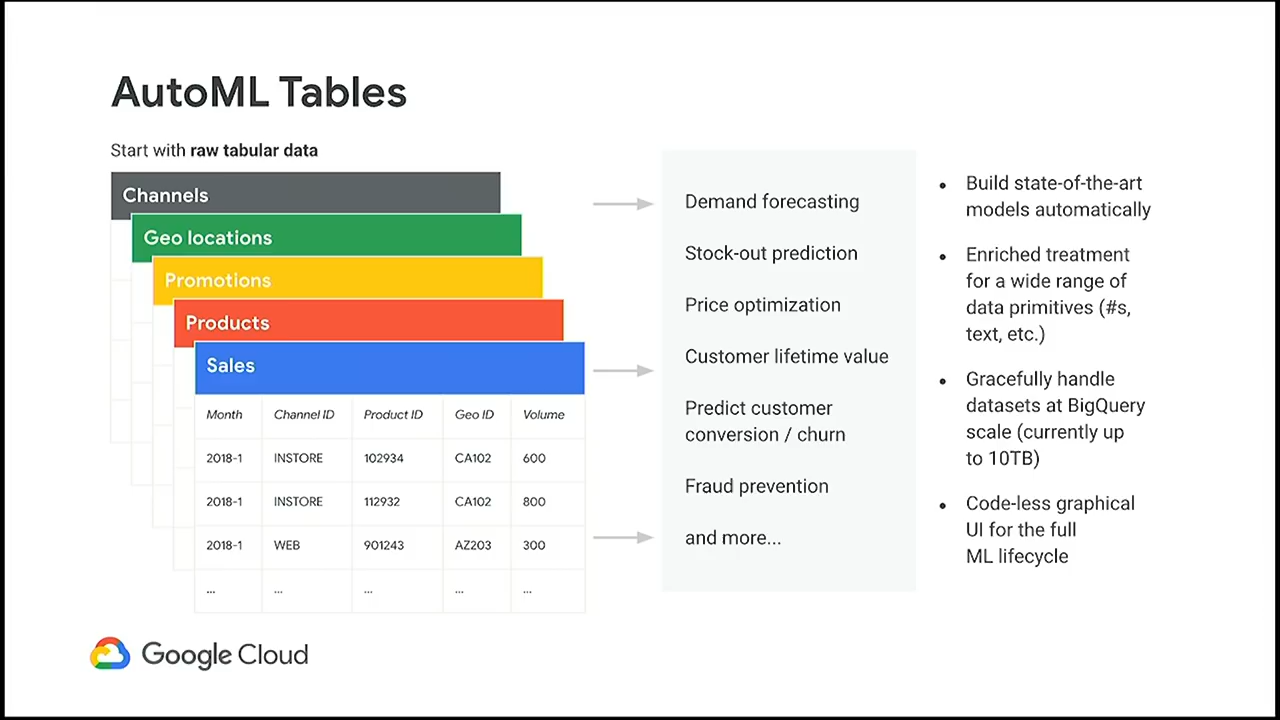 AutoML Tables
Start with raw tabular data
Channels
Geo locations
Promotions
Products
Sales
Month Channel ID Product ID Geo ID Volume
2018-1 INSTORE 102934 CA102 600
2018-1 INSTORE 112932 CA102 800
2018-1 WEB 901243 AZ203 300
... ... ... ... ...
Demand forecasting
Stock-out prediction
Price optimization
Customer lifetime value
Predict customer
conversion / churn
Fraud prevention
and more...
• Build state-of-the-art
models automatically
• Enriched treatment
for a wide range of
data primitives (#s,
text, etc.)
• Gracefully handle
datasets at BigQuery
scale (currently up
to 10TB)
• Code-less graphical
UI for the full
ML lifecycle
Google Cloud